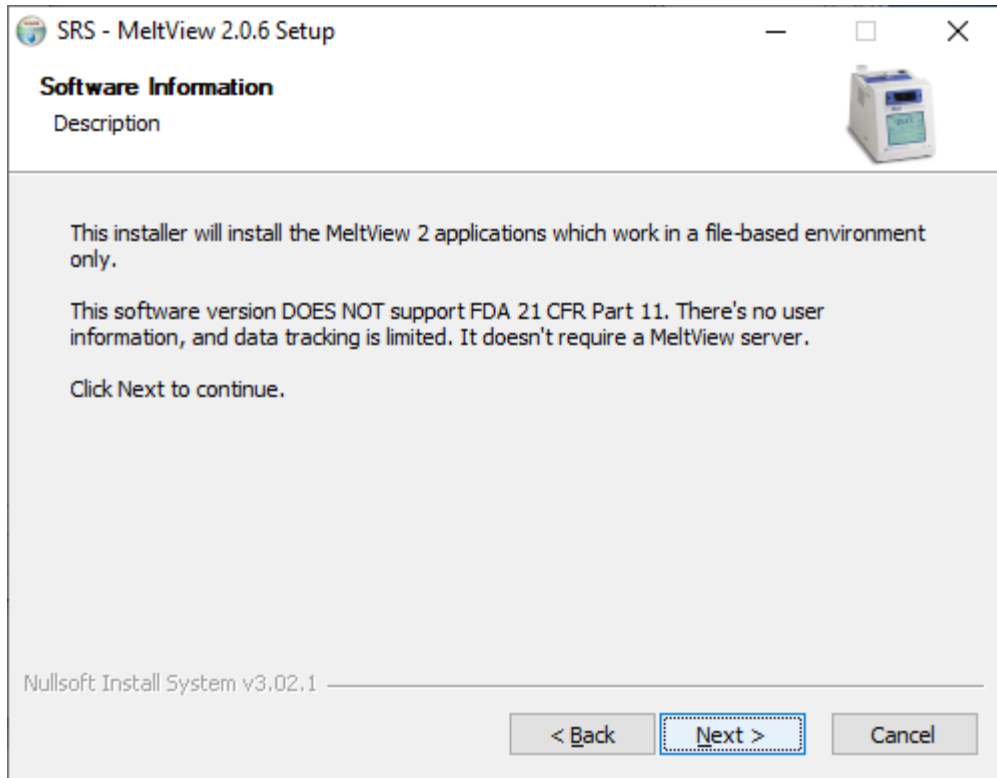 SRS - MeltView 2.0.6 Setup
Software Information
Description
This installer will install the MeltView 2 applications which work in a file-based environment
only.
This software version DOES NOT support FDA 21 CFR Part 11. There's no user
information, and data tracking is limited. It doesn't require a MeltView server.
Click Next to continue.
Nullsoft Install System v3.02.1
< Back
Next >
Cancel